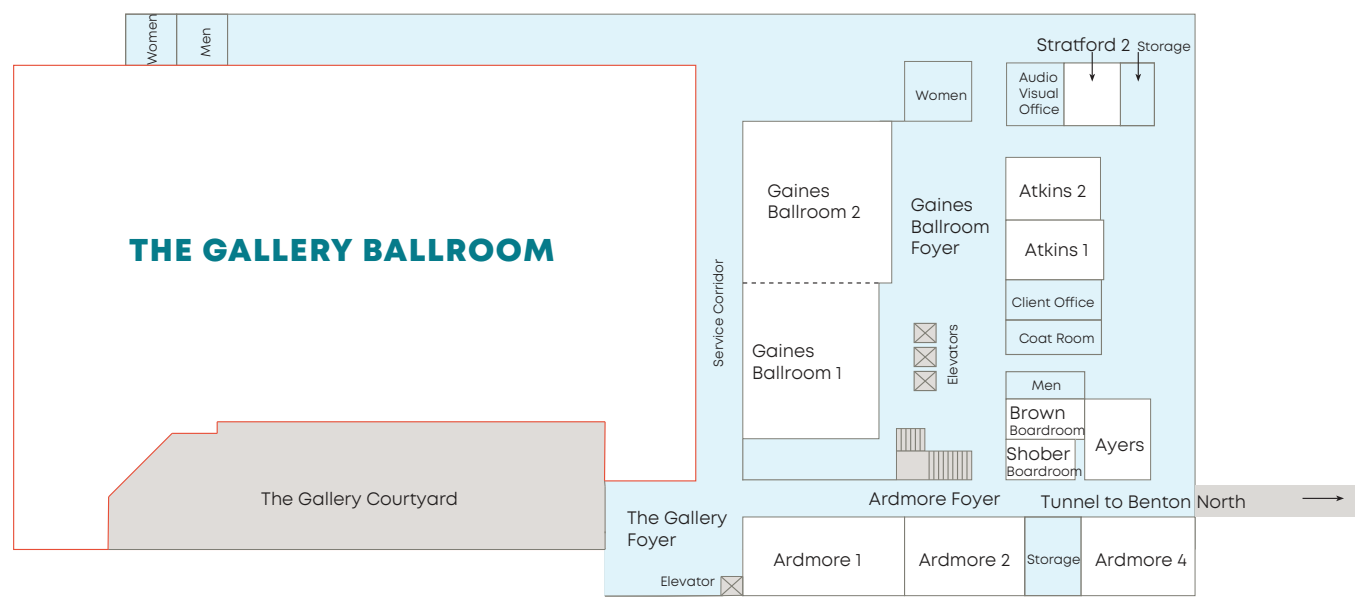 Women
Men
Stratford 2
Storage
Audio
Visual
Office
Women
Gaines
Ballroom 2
Gaines
Ballroom
Foyer
Atkins 2
THE GALLERY BALLROOM
Atkins 1
Client Office
Service Corridor
Elevators
Coat Room
Gaines
Ballroom 1
Men
Brown
Boardroom
Ayers
Shober
Boardroom
The Gallery Courtyard
Ardmore Foyer
Tunnel to Benton North
The Gallery
Foyer
Ardmore 1
Ardmore 2
Storage
Ardmore 4
Elevator